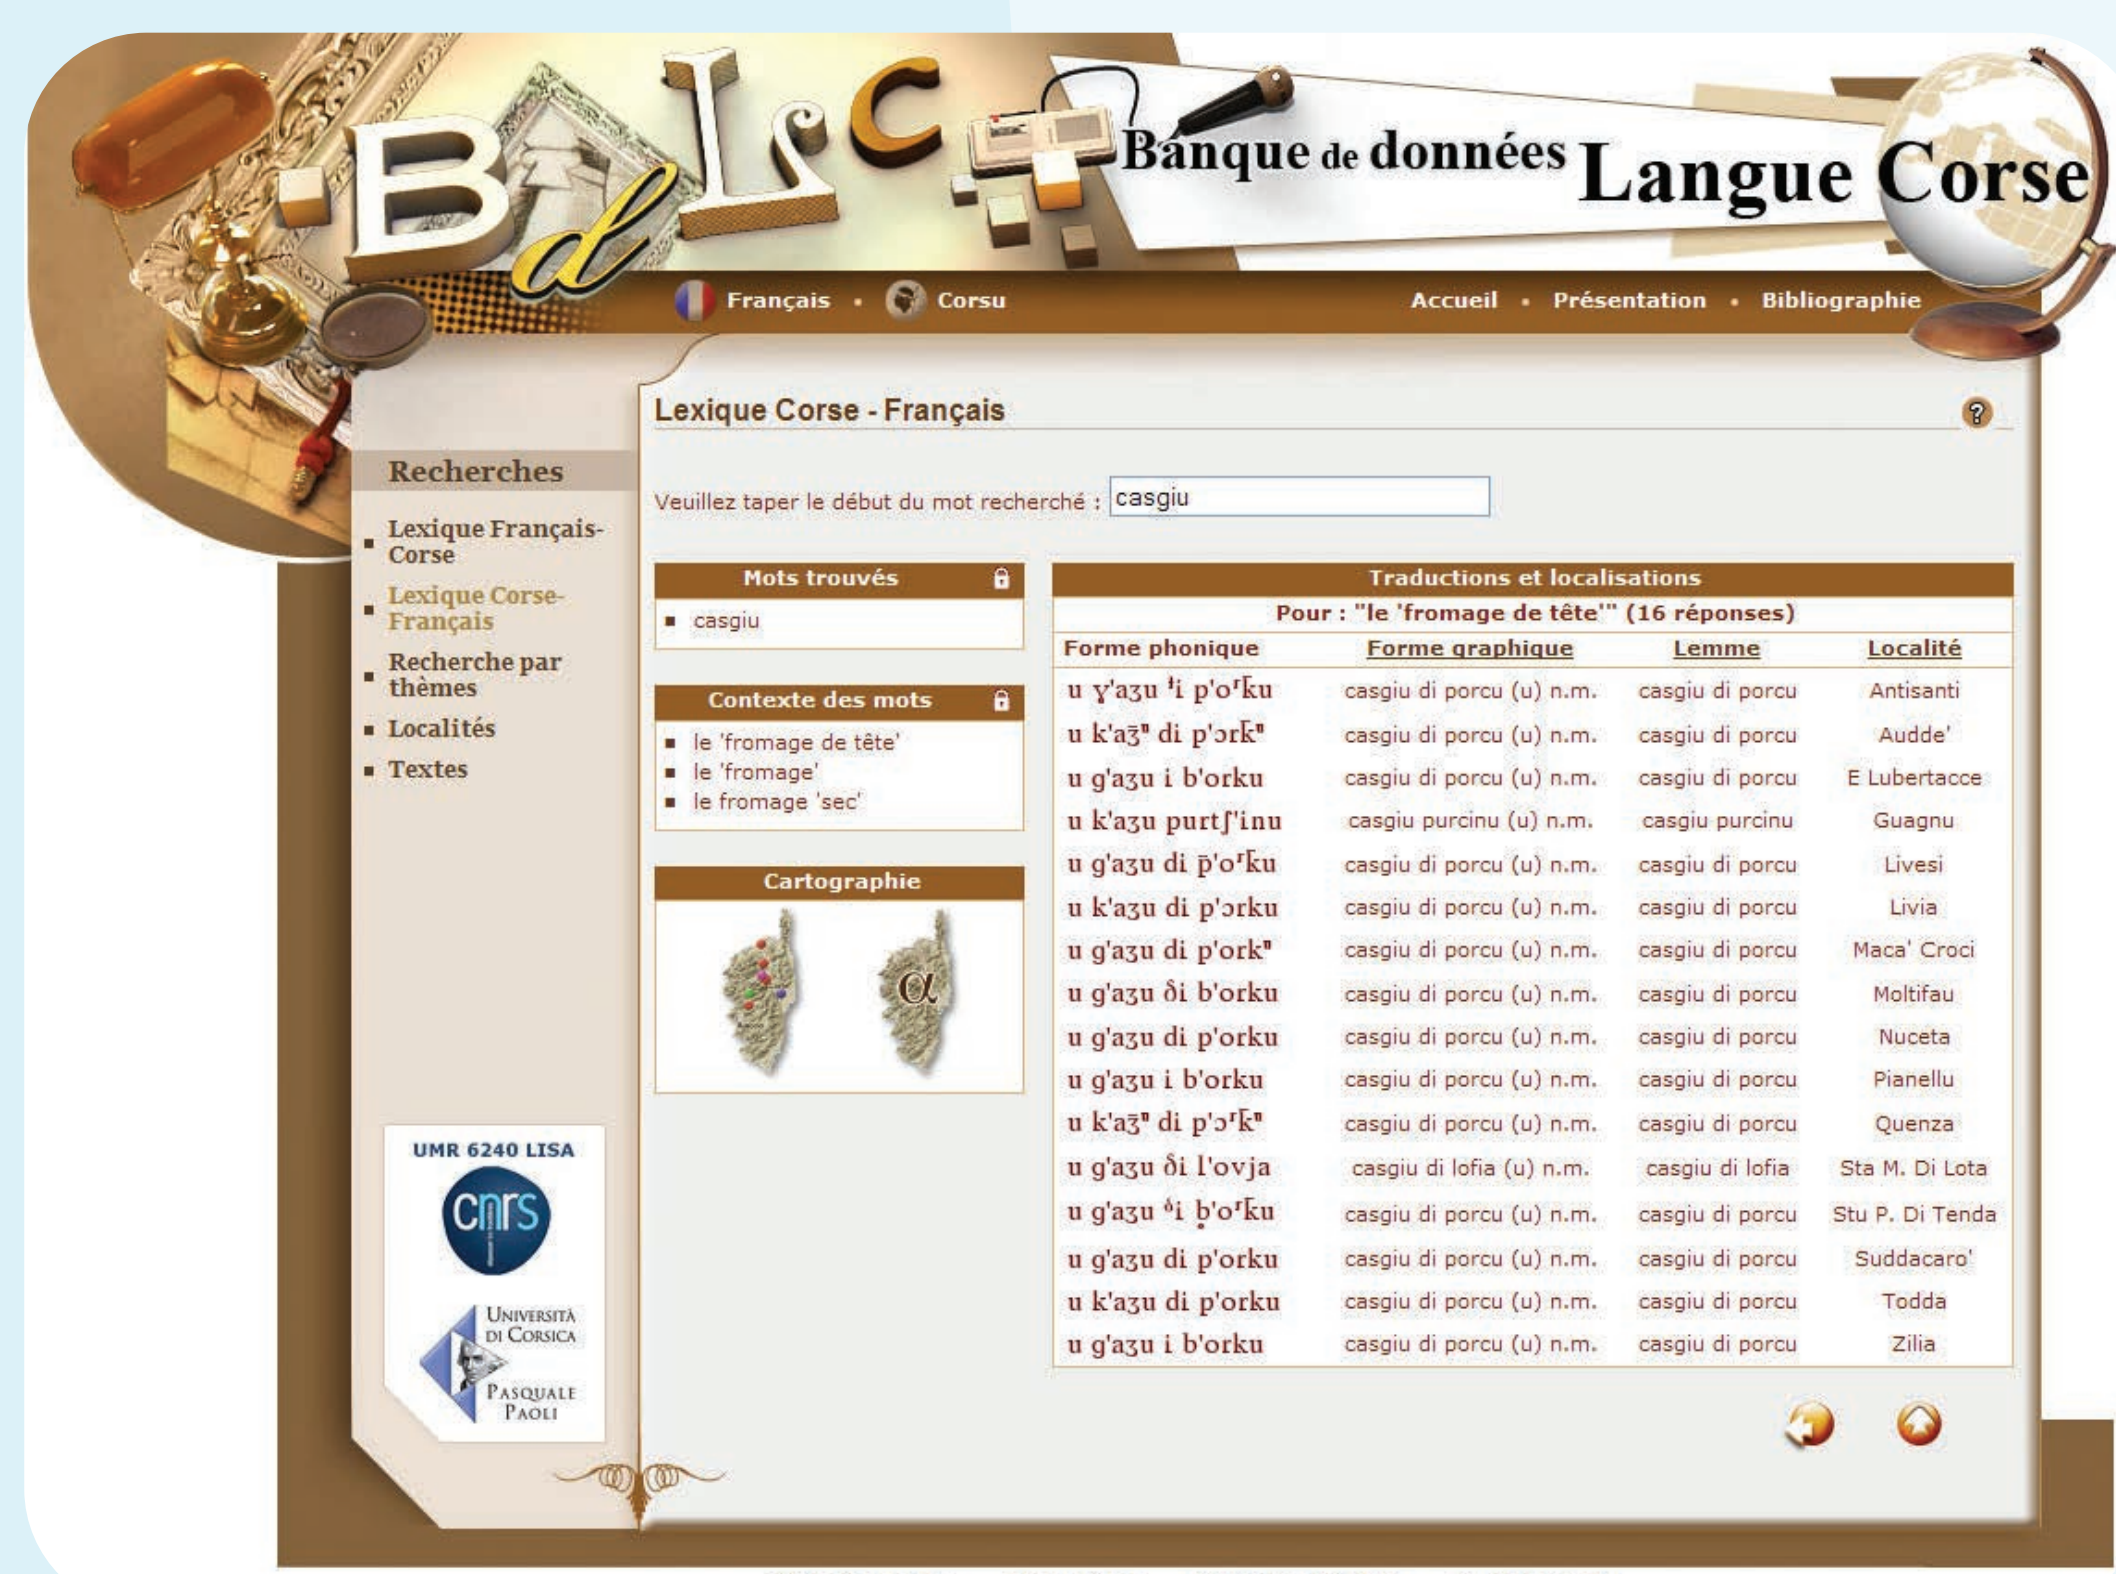 BdLC
Banque de données Langue Corse
Français • Corsu
Accueil • Présentation • Bibliographie
Recherches
Lexique Français-
Corse
Lexique Corse-
Français
Recherche par
thèmes
Localités
Textes
UMR 6240 LISA
cnrs
UNIVERSITÀ
DI CORSICA
PASQUALE
PAOLI
Lexique Corse - Français
?
Veuillez taper le début du mot recherché : casgiu
Mots trouvés
casgiu
Contexte des mots
le 'fromage de tête'
le 'fromage'
le fromage 'sec'
Cartographie
α
Traductions et localisations
Pour : "le 'fromage de tête'" (16 réponses)
Forme phonique Forme graphique Lemme Localité
u ɣ'aʒu ᵗi p'oʳk̄u casgiu di porcu (u) n.m. casgiu di porcu Antisanti
u k'aʒ̄ᶸ di p'ɔrk̄ᶸ casgiu di porcu (u) n.m. casgiu di porcu Audde'
u g'aʒu i b'orku casgiu di porcu (u) n.m. casgiu di porcu E Lubertacce
u k'aʒu purtʃ'inu casgiu purcinu (u) n.m. casgiu purcinu Guagnu
u g'aʒu di p̄'oʳk̄u casgiu di porcu (u) n.m. casgiu di porcu Livesi
u k'aʒu di p'ɔrku casgiu di porcu (u) n.m. casgiu di porcu Livia
u g'aʒu di p'orkᶸ casgiu di porcu (u) n.m. casgiu di porcu Maca' Croci
u g'aʒu ði b'orku casgiu di porcu (u) n.m. casgiu di porcu Moltifau
u g'aʒu di p'orku casgiu di porcu (u) n.m. casgiu di porcu Nuceta
u g'aʒu i b'orku casgiu di porcu (u) n.m. casgiu di porcu Pianellu
u k'aʒ̄ᶸ di p'ɔʳk̄ᶸ casgiu di porcu (u) n.m. casgiu di porcu Quenza
u g'aʒu ði l'ovja casgiu di lofia (u) n.m. casgiu di lofia Sta M. Di Lota
u g'aʒu ᵟi ḅ'oʳk̄u casgiu di porcu (u) n.m. casgiu di porcu Stu P. Di Tenda
u g'aʒu di p'orku casgiu di porcu (u) n.m. casgiu di porcu Suddacaro'
u k'aʒu di p'orku casgiu di porcu (u) n.m. casgiu di porcu Todda
u g'aʒu i b'orku casgiu di porcu (u) n.m. casgiu di porcu Zilia